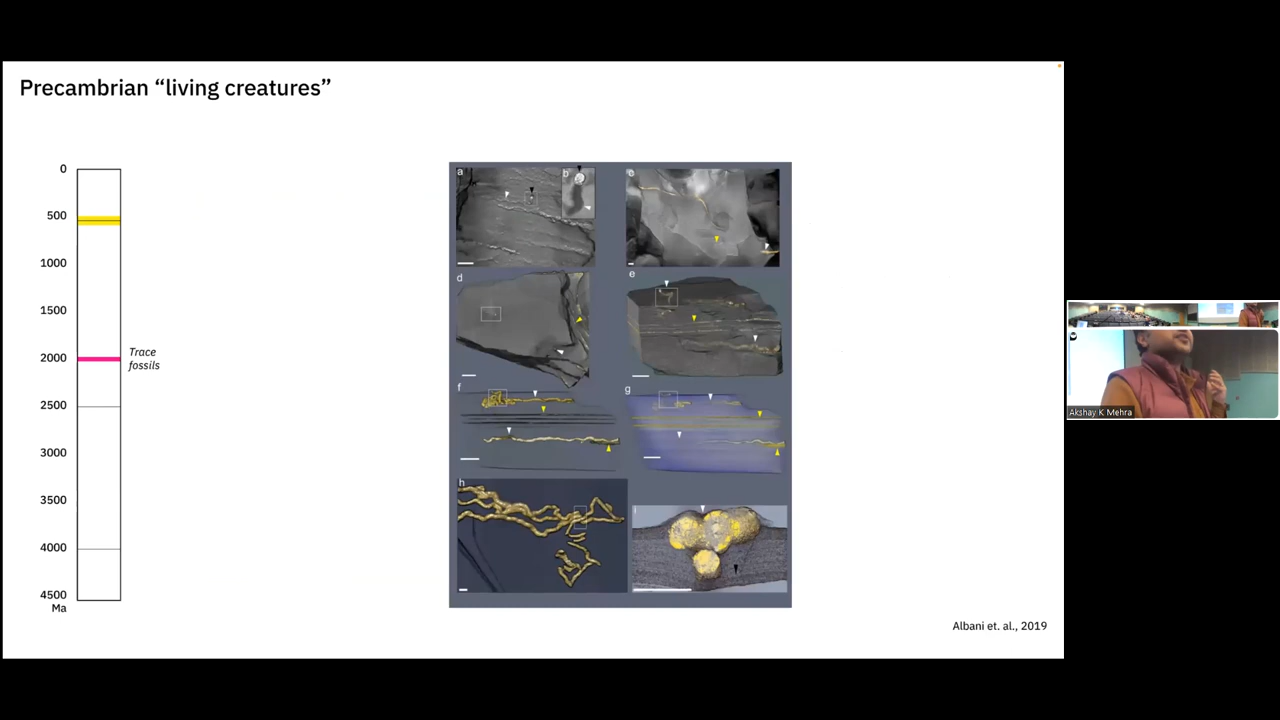 Precambrian “living creatures”
0
500
1000
1500
2000
2500
3000
3500
4000
4500
Ma
Trace
fossils
a
b
c
d
e
f
g
h
i
Albani et. al., 2019
Akshay K Mehra